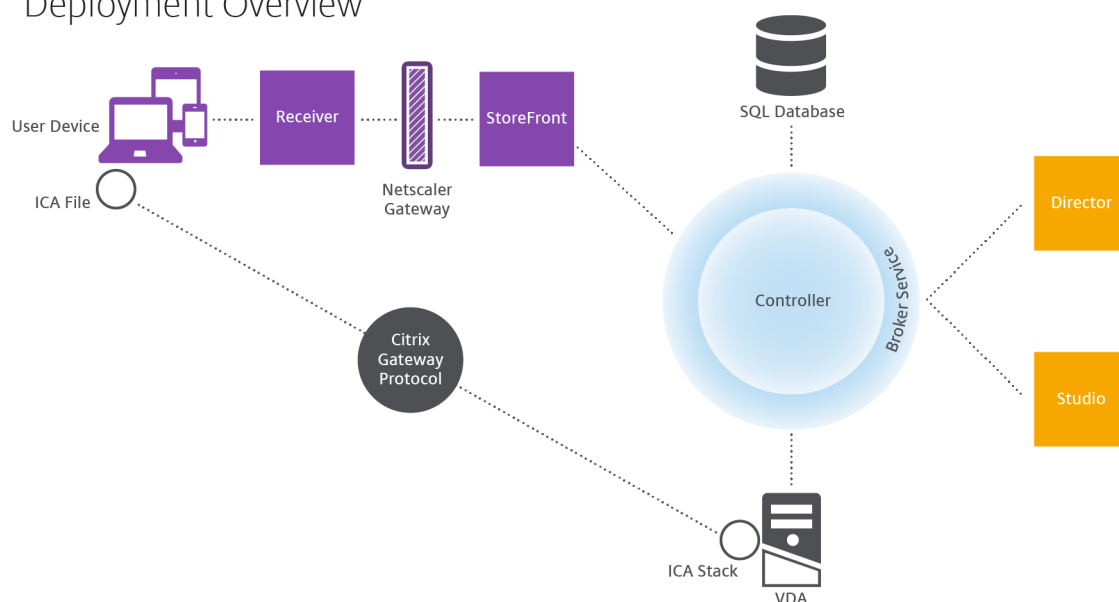 Deployment Overview
SQL Database
User Device
Receiver
StoreFront
Netscaler
Gateway
ICA File
Director
Broker Service
Controller
Citrix
Gateway
Protocol
Studio
ICA Stack
VDA